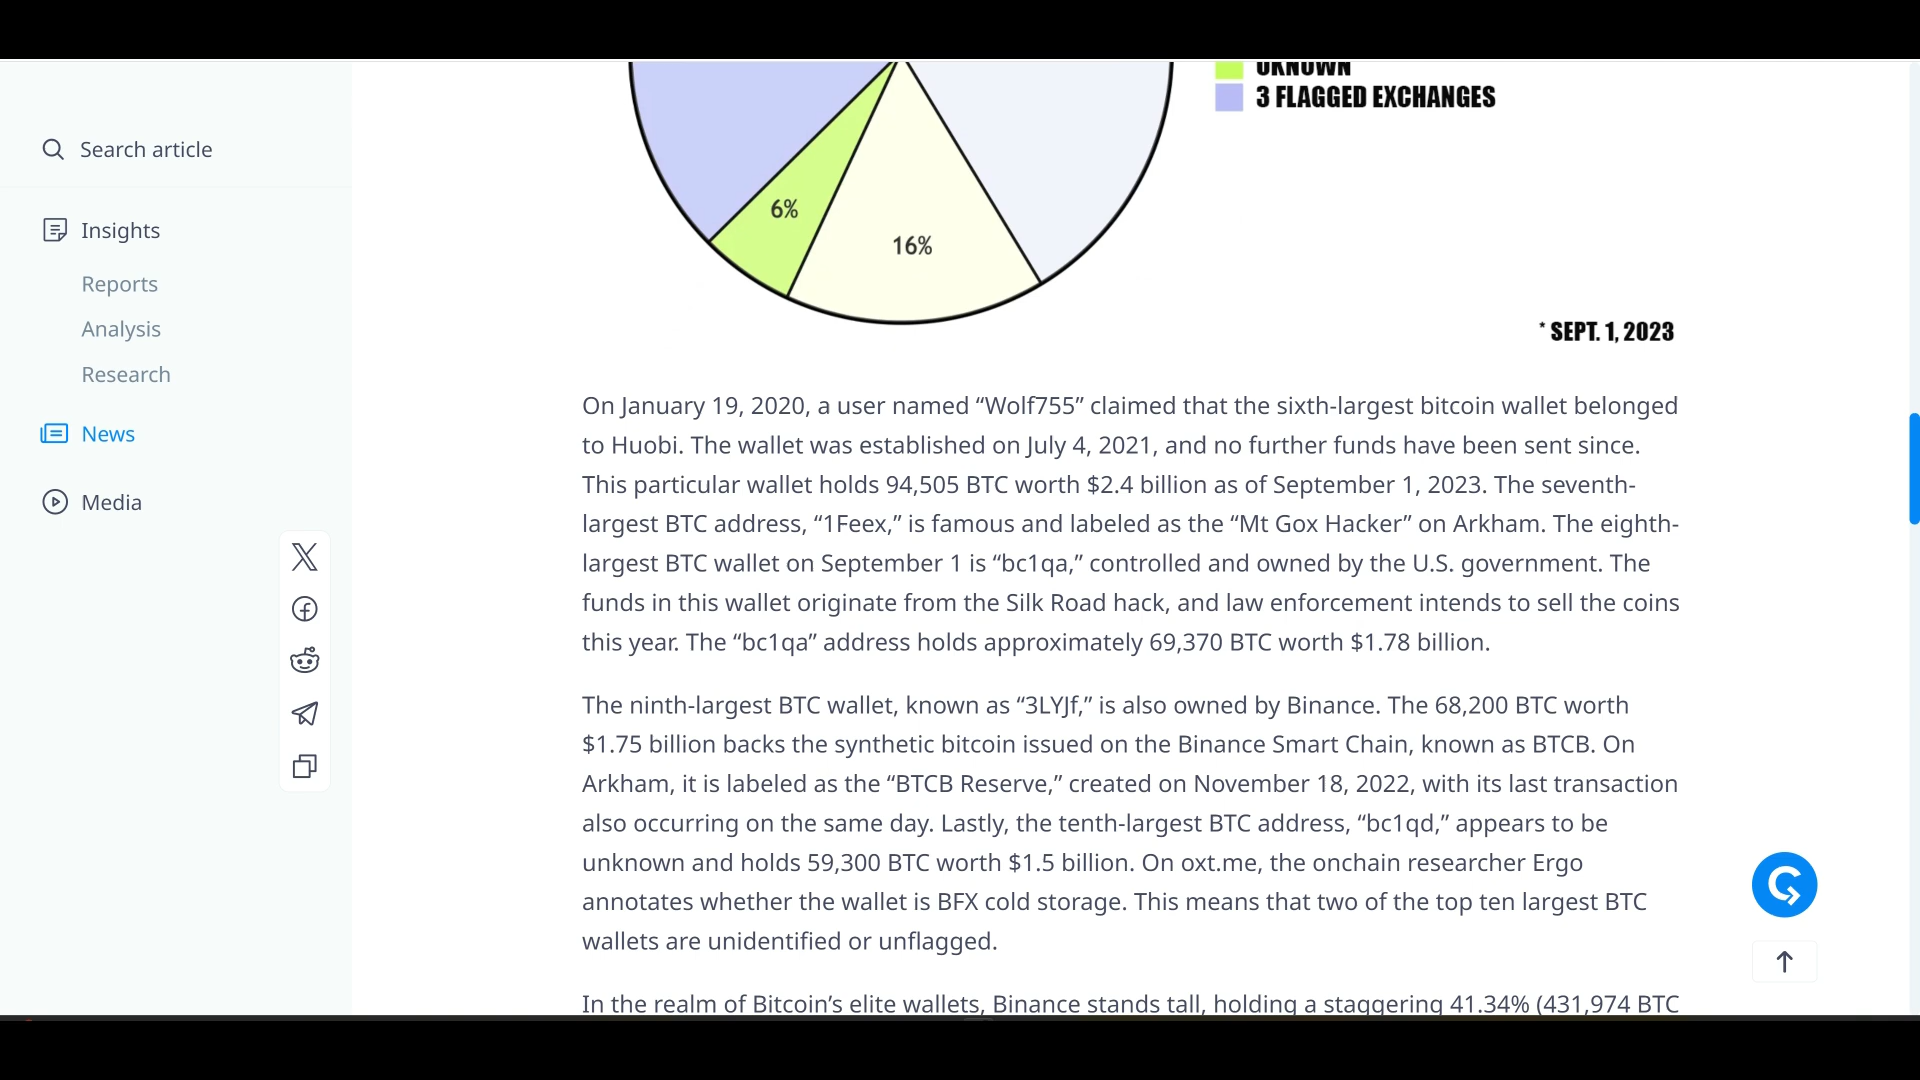 UKNOWN
3 FLAGGED EXCHANGES
6%
16%
* SEPT. 1, 2023
Search article
Insights
Reports
Analysis
Research
News
Media
On January 19, 2020, a user named “Wolf755” claimed that the sixth-largest bitcoin wallet belonged
to Huobi. The wallet was established on July 4, 2021, and no further funds have been sent since.
This particular wallet holds 94,505 BTC worth $2.4 billion as of September 1, 2023. The seventh-
largest BTC address, “1Feex,” is famous and labeled as the “Mt Gox Hacker” on Arkham. The eighth-
largest BTC wallet on September 1 is “bc1qa,” controlled and owned by the U.S. government. The
funds in this wallet originate from the Silk Road hack, and law enforcement intends to sell the coins
this year. The “bc1qa” address holds approximately 69,370 BTC worth $1.78 billion.
The ninth-largest BTC wallet, known as “3LYJf,” is also owned by Binance. The 68,200 BTC worth
$1.75 billion backs the synthetic bitcoin issued on the Binance Smart Chain, known as BTCB. On
Arkham, it is labeled as the “BTCB Reserve,” created on November 18, 2022, with its last transaction
also occurring on the same day. Lastly, the tenth-largest BTC address, “bc1qd,” appears to be
unknown and holds 59,300 BTC worth $1.5 billion. On oxt.me, the onchain researcher Ergo
annotates whether the wallet is BFX cold storage. This means that two of the top ten largest BTC
wallets are unidentified or unflagged.
In the realm of Bitcoin’s elite wallets, Binance stands tall, holding a staggering 41.34% (431,974 BTC